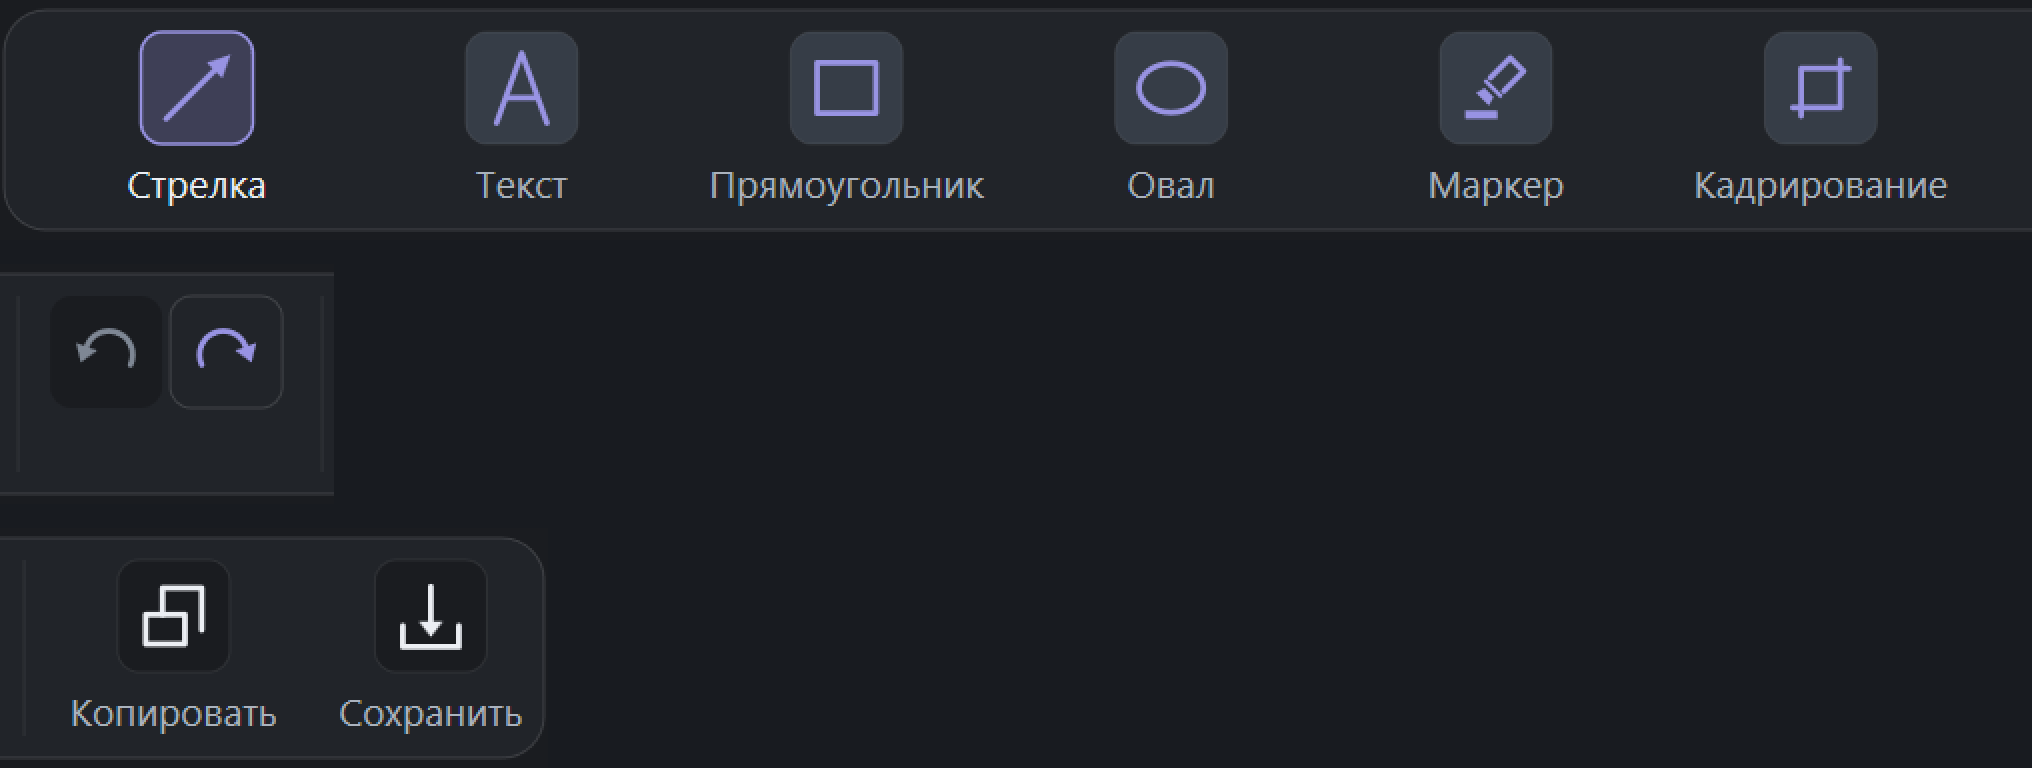 Стрелка
Текст
Прямоугольник
Овал
Маркер
Кадрирование
Копировать
Сохранить